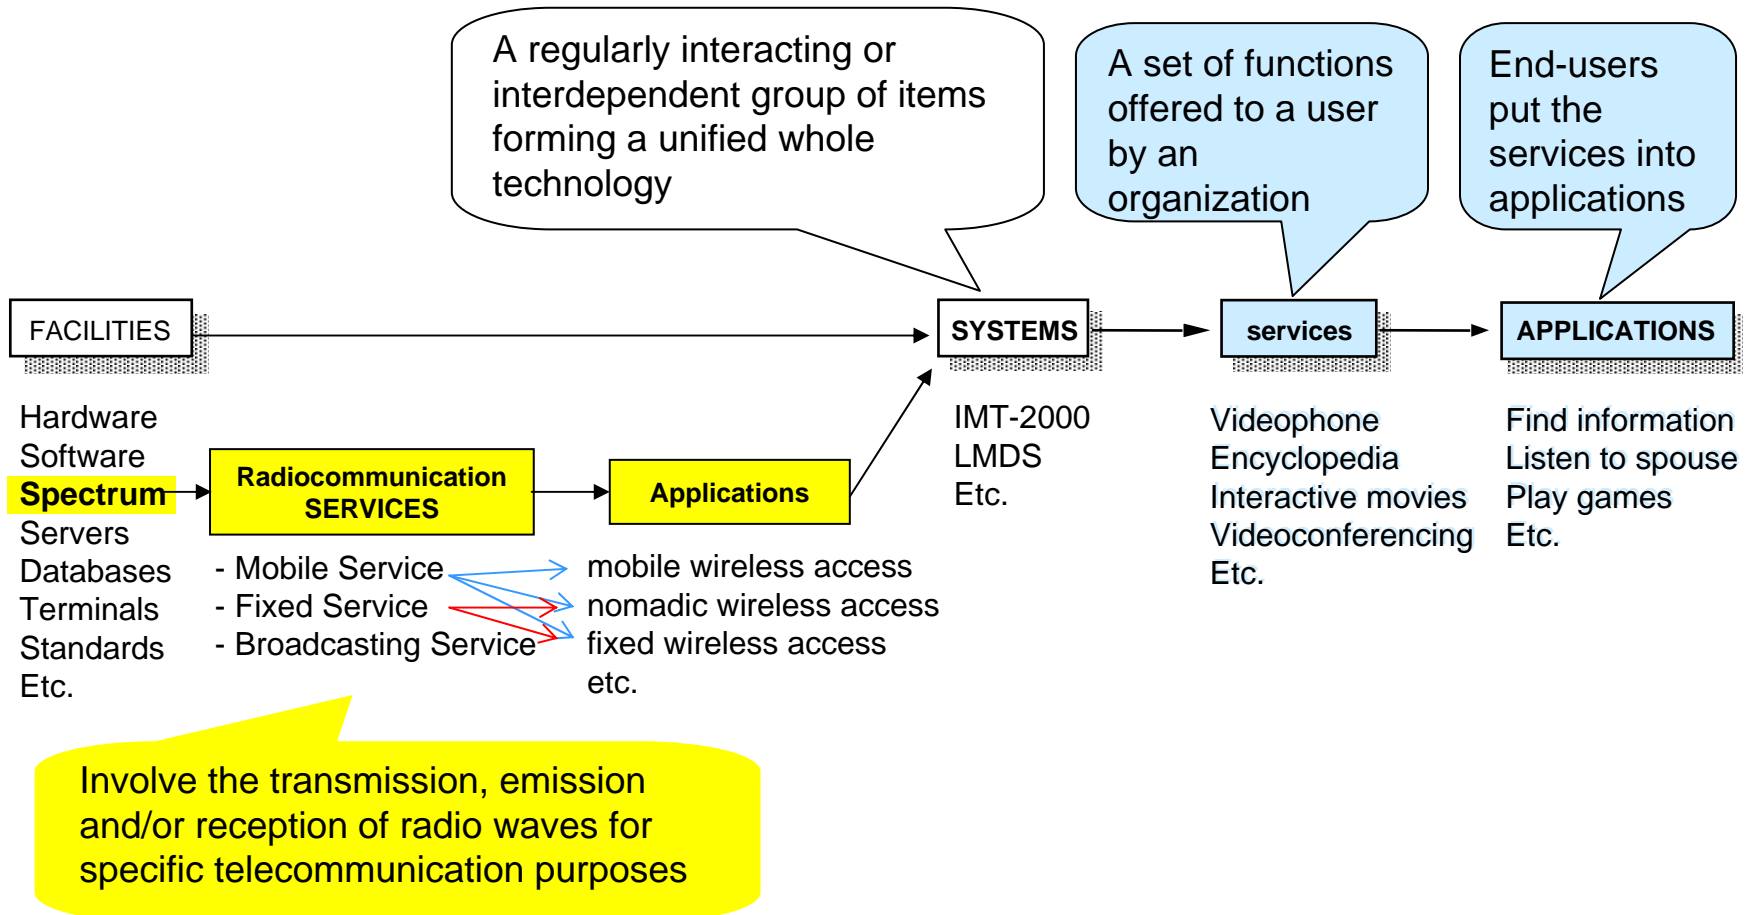 A regularly interacting or
interdependent group of items
forming a unified whole
technology
A set of functions
offered to a user
by an
organization
End-users
put the
services into
applications
FACILITIES
SYSTEMS
services
APPLICATIONS
Hardware
Software
Spectrum
Servers
Databases
Terminals
Standards
Etc.
Radiocommunication
SERVICES
Applications
- Mobile Service
- Fixed Service
- Broadcasting Service
mobile wireless access
nomadic wireless access
fixed wireless access
etc.
IMT-2000
LMDS
Etc.
Videophone
Encyclopedia
Interactive movies
Videoconferencing
Etc.
Find information
Listen to spouse
Play games
Etc.
Involve the transmission, emission
and/or reception of radio waves for
specific telecommunication purposes